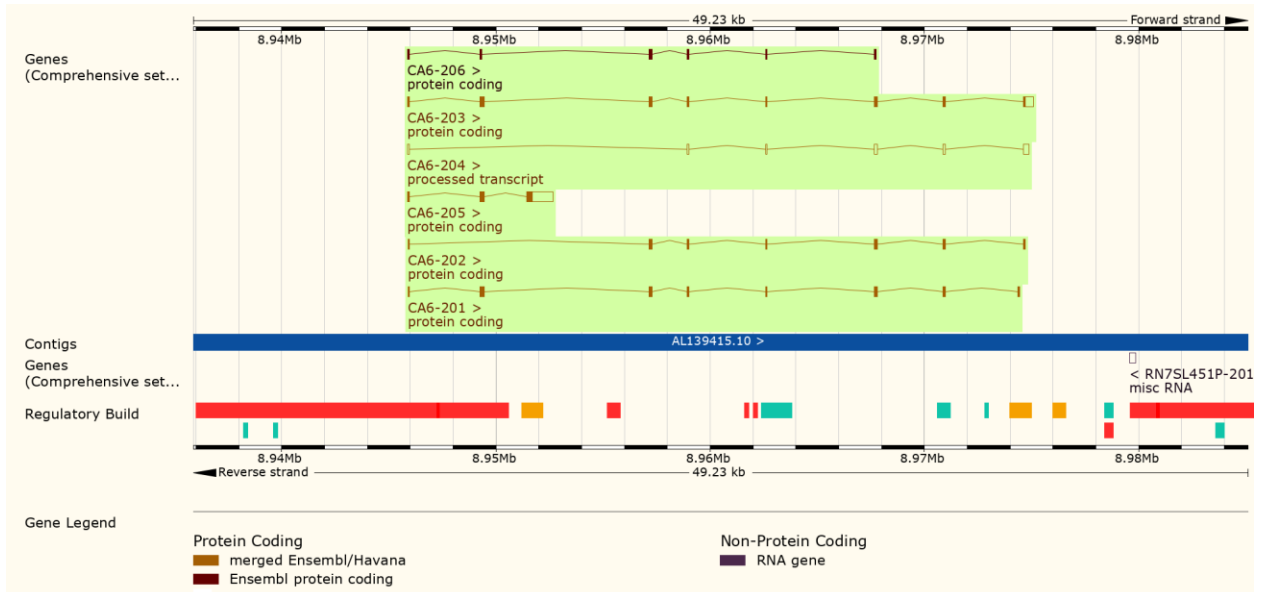 49.23 kb
Forward strand
8.94Mb 8.95Mb 8.96Mb 8.97Mb 8.98Mb
Genes
(Comprehensive set...
CA6-206 >
protein coding
CA6-203 >
protein coding
CA6-204 >
processed transcript
CA6-205 >
protein coding
CA6-202 >
protein coding
CA6-201 >
protein coding
Contigs
AL139415.10 >
Genes
(Comprehensive set...
< RN7SL451P-201
misc RNA
Regulatory Build
8.94Mb 8.95Mb 8.96Mb 8.97Mb 8.98Mb
Reverse strand
49.23 kb
Gene Legend
Protein Coding
merged Ensembl/Havana
Ensembl protein coding
Non-Protein Coding
RNA gene